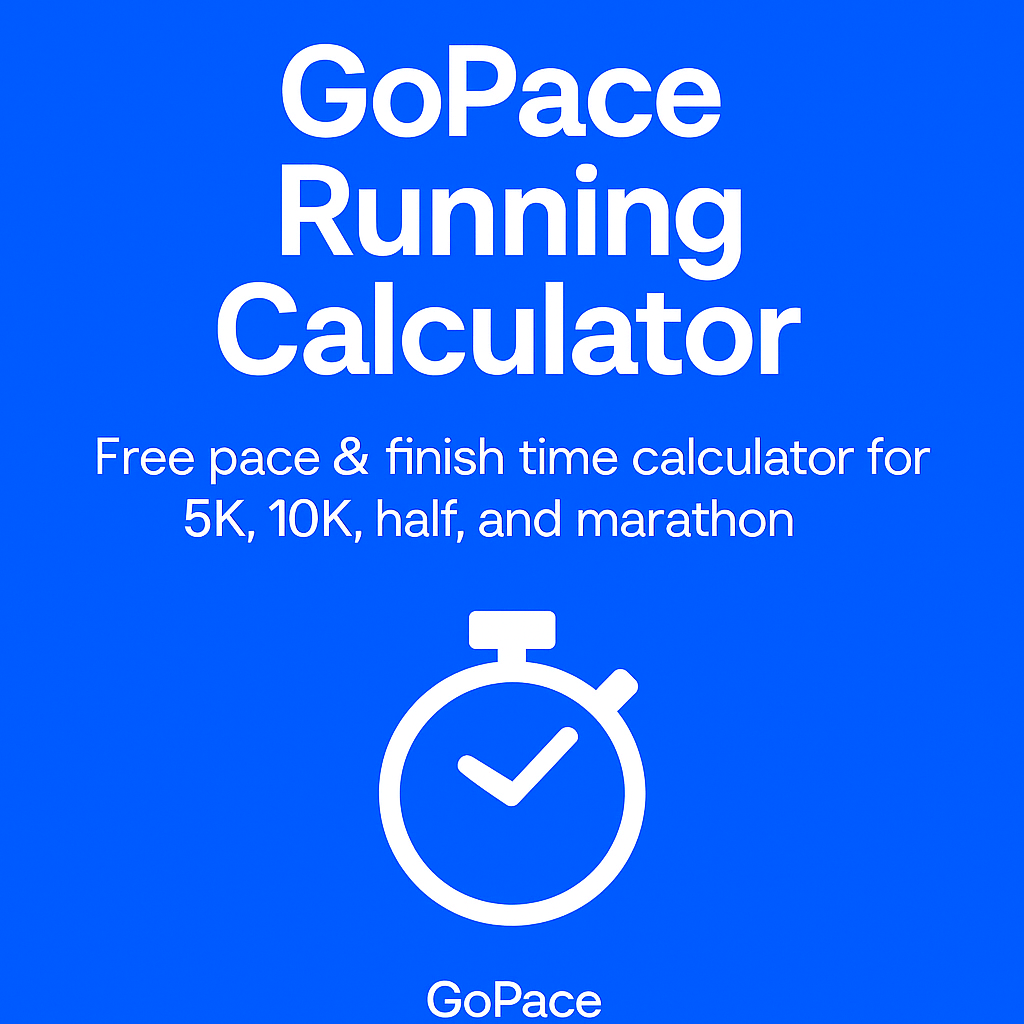 GoPace
Running
Calculator
Free pace & finish time calculator for
5K, 10K, half, and marathon
GoPace